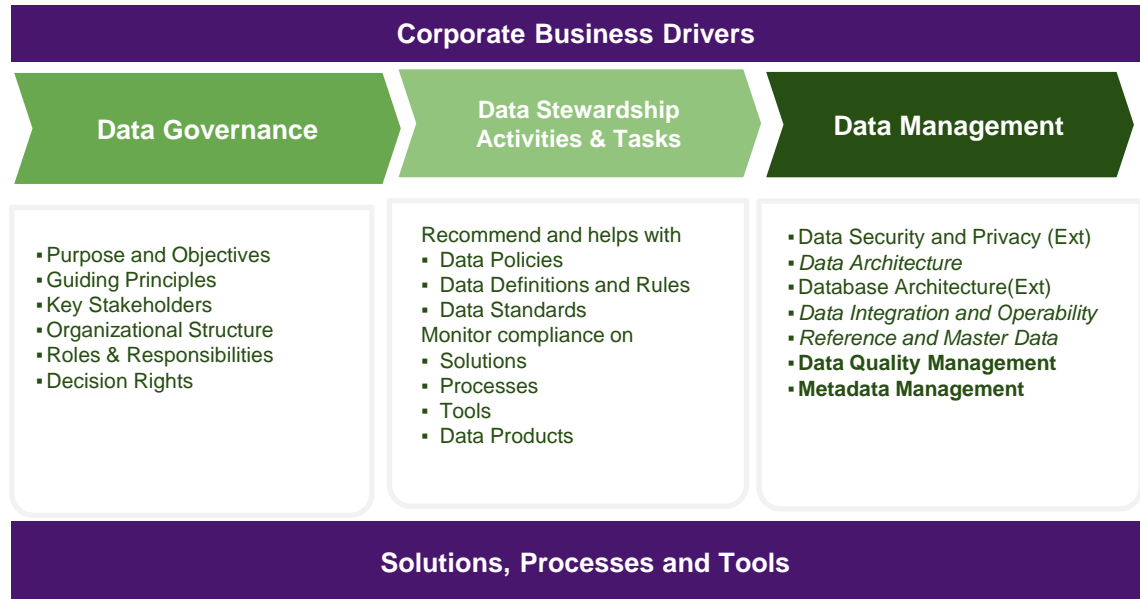 Corporate Business Drivers
Data Governance
Data Stewardship
Activities & Tasks
Data Management
▪ Purpose and Objectives
▪ Guiding Principles
▪ Key Stakeholders
▪ Organizational Structure
▪ Roles & Responsibilities
▪ Decision Rights
Recommend and helps with
▪ Data Policies
▪ Data Definitions and Rules
▪ Data Standards
Monitor compliance on
▪ Solutions
▪ Processes
▪ Tools
▪ Data Products
▪ Data Security and Privacy (Ext)
▪ Data Architecture
▪ Database Architecture(Ext)
▪ Data Integration and Operability
▪ Reference and Master Data
▪ Data Quality Management
▪ Metadata Management
Solutions, Processes and Tools